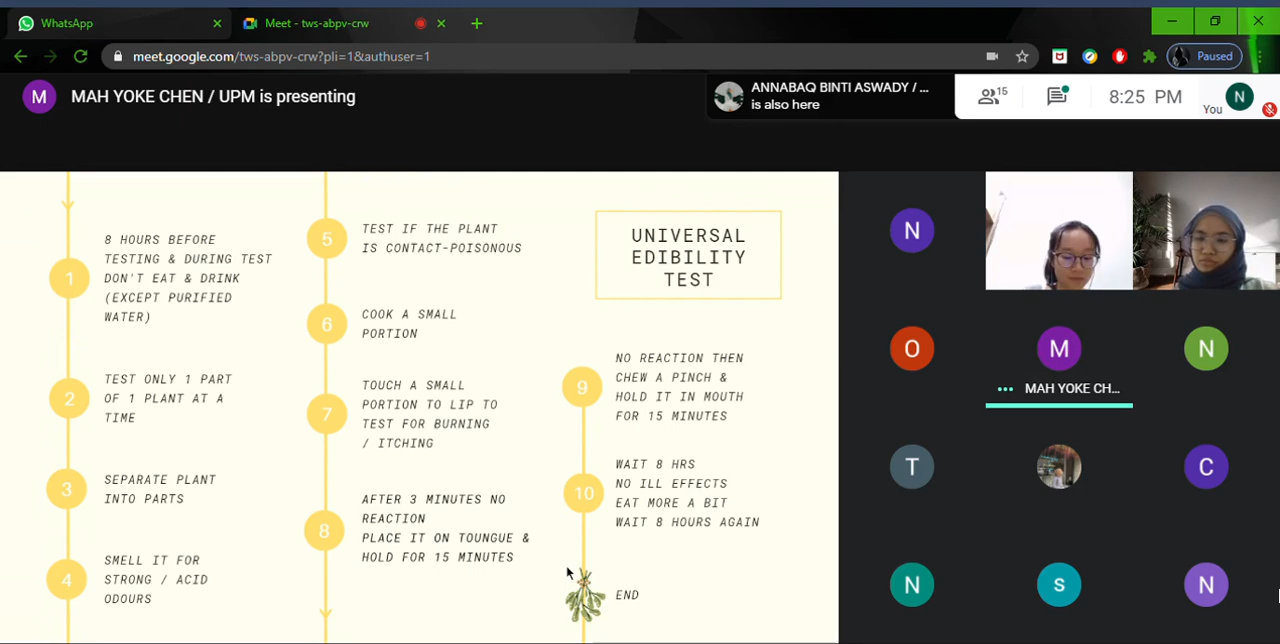 WhatsApp
Meet - tws-abpv-crw
meet.google.com/tws-abpv-crw?pli=1&authuser=1
Paused
M
MAH YOKE CHEN / UPM is presenting
ANNABAQ BINTI ASWADY / ...
is also here
15
8:25 PM
You
N
1
8 HOURS BEFORE
TESTING & DURING TEST
DON'T EAT & DRINK
(EXCEPT PURIFIED
WATER)
2
TEST ONLY 1 PART
OF 1 PLANT AT A
TIME
3
SEPARATE PLANT
INTO PARTS
4
SMELL IT FOR
STRONG / ACID
ODOURS
5
TEST IF THE PLANT
IS CONTACT-POISONOUS
6
COOK A SMALL
PORTION
7
TOUCH A SMALL
PORTION TO LIP TO
TEST FOR BURNING
/ ITCHING
8
AFTER 3 MINUTES NO
REACTION
PLACE IT ON TOUNGUE &
HOLD FOR 15 MINUTES
UNIVERSAL
EDIBILITY
TEST
9
NO REACTION THEN
CHEW A PINCH &
HOLD IT IN MOUTH
FOR 15 MINUTES
10
WAIT 8 HRS
NO ILL EFFECTS
EAT MORE A BIT
WAIT 8 HOURS AGAIN
END
N
O
M
N
MAH YOKE CH...
T
C
N
s
N